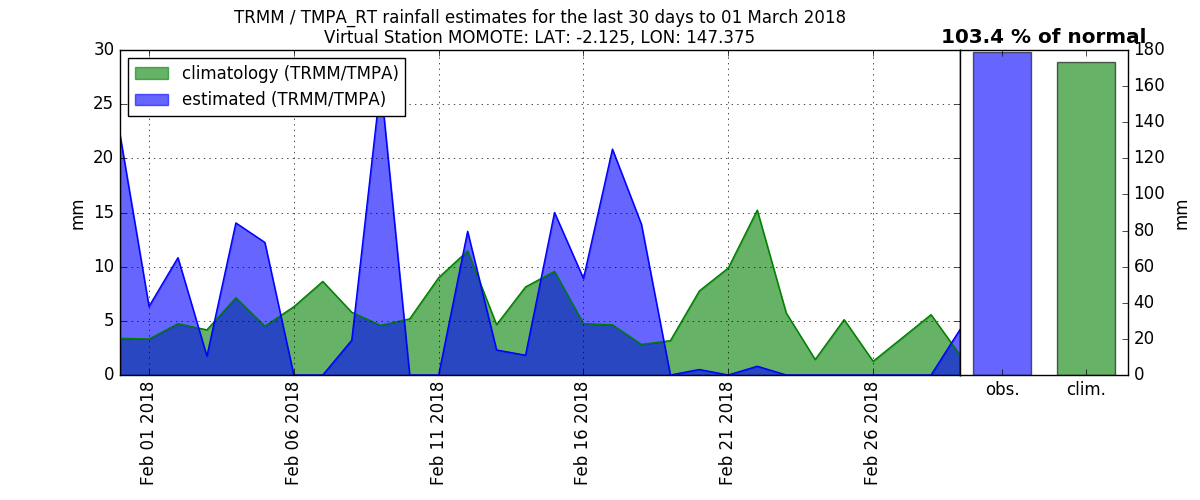 TRMM / TMPA_RT rainfall estimates for the last 30 days to 01 March 2018
Virtual Station MOMOTE: LAT: -2.125, LON: 147.375
103.4 % of normal
climatology (TRMM/TMPA)
estimated (TRMM/TMPA)
mm
30
25
20
15
10
5
0
Feb 01 2018
Feb 06 2018
Feb 11 2018
Feb 16 2018
Feb 21 2018
Feb 26 2018
obs.
clim.
180
160
140
120
100
80
60
40
20
0
mm